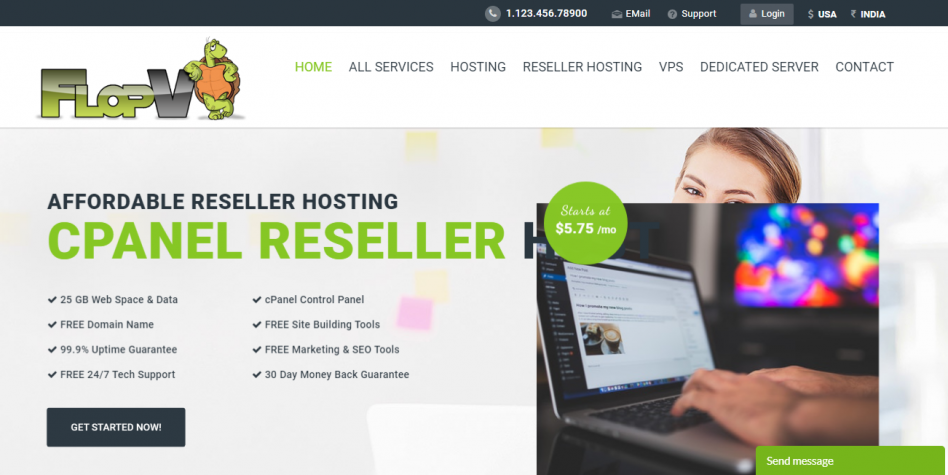 1.123.456.78900 EMail Support Login $ USA ₹ INDIA
FLOPV
HOME ALL SERVICES HOSTING RESELLER HOSTING VPS DEDICATED SERVER CONTACT
AFFORDABLE RESELLER HOSTING
CPANEL RESELLER
Starts at
$5.75 /mo
25 GB Web Space & Data
cPanel Control Panel
FREE Domain Name
FREE Site Building Tools
99.9% Uptime Guarantee
FREE Marketing & SEO Tools
FREE 24/7 Tech Support
30 Day Money Back Guarantee
GET STARTED NOW!
Send message